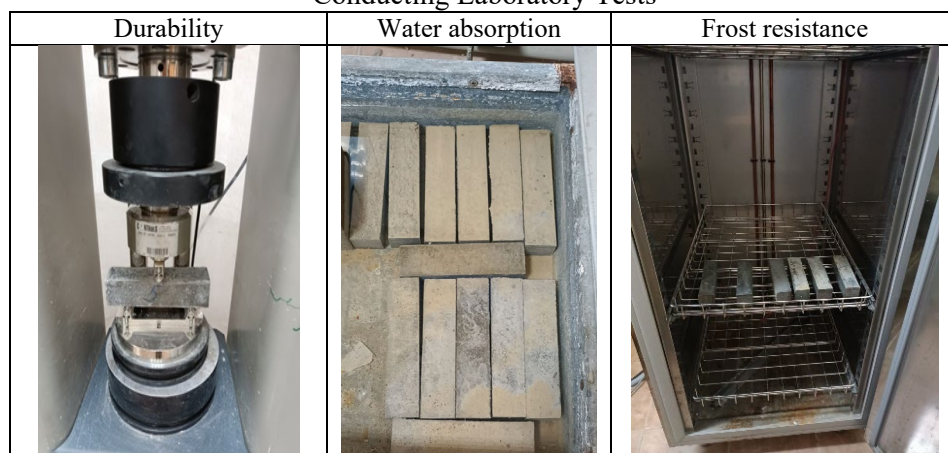 Conducting Laboratory Tests
Durability
Water absorption
Frost resistance